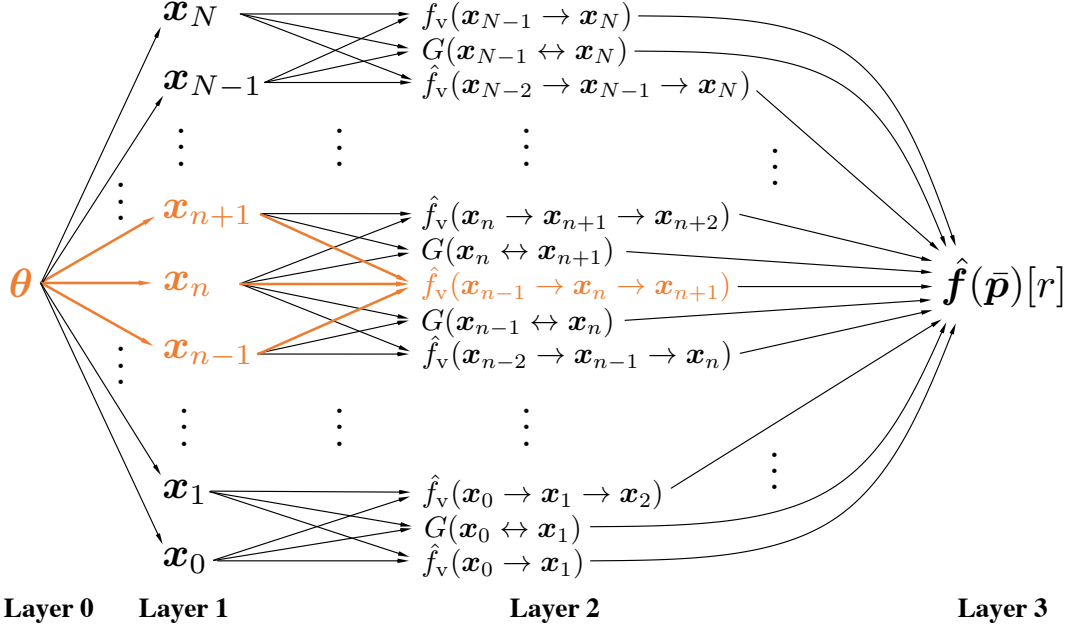 𝒙_N
f_v(𝒙_{N−1} → 𝒙_N)
G(𝒙_{N−1} ↔ 𝒙_N)
𝒙_{N−1}
f̂_v(𝒙_{N−2} → 𝒙_{N−1} → 𝒙_N)
𝒙_{n+1}
f̂_v(𝒙_n → 𝒙_{n+1} → 𝒙_{n+2})
G(𝒙_n ↔ 𝒙_{n+1})
𝜽
𝒙_n
f̂_v(𝒙_{n−1} → 𝒙_n → 𝒙_{n+1})
𝒇̂(𝒑̄)[r]
G(𝒙_{n−1} ↔ 𝒙_n)
𝒙_{n−1}
f̂_v(𝒙_{n−2} → 𝒙_{n−1} → 𝒙_n)
𝒙_1
f̂_v(𝒙_0 → 𝒙_1 → 𝒙_2)
G(𝒙_0 ↔ 𝒙_1)
𝒙_0
f̂_v(𝒙_0 → 𝒙_1)
Layer 0 Layer 1 Layer 2 Layer 3